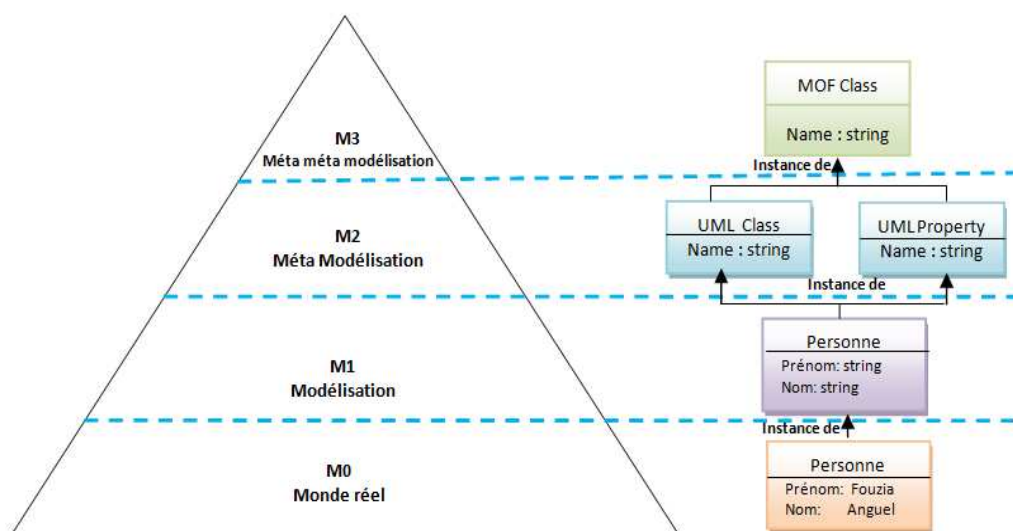 M3
Méta méta modélisation
M2
Méta Modélisation
M1
Modélisation
M0
Monde réel
MOF Class
Name : string
Instance de
UML Class
Name : string
UML Property
Name : string
Instance de
Personne
Prénom: string
Nom: string
Instance de
Personne
Prénom: Fouzia
Nom: Anguel